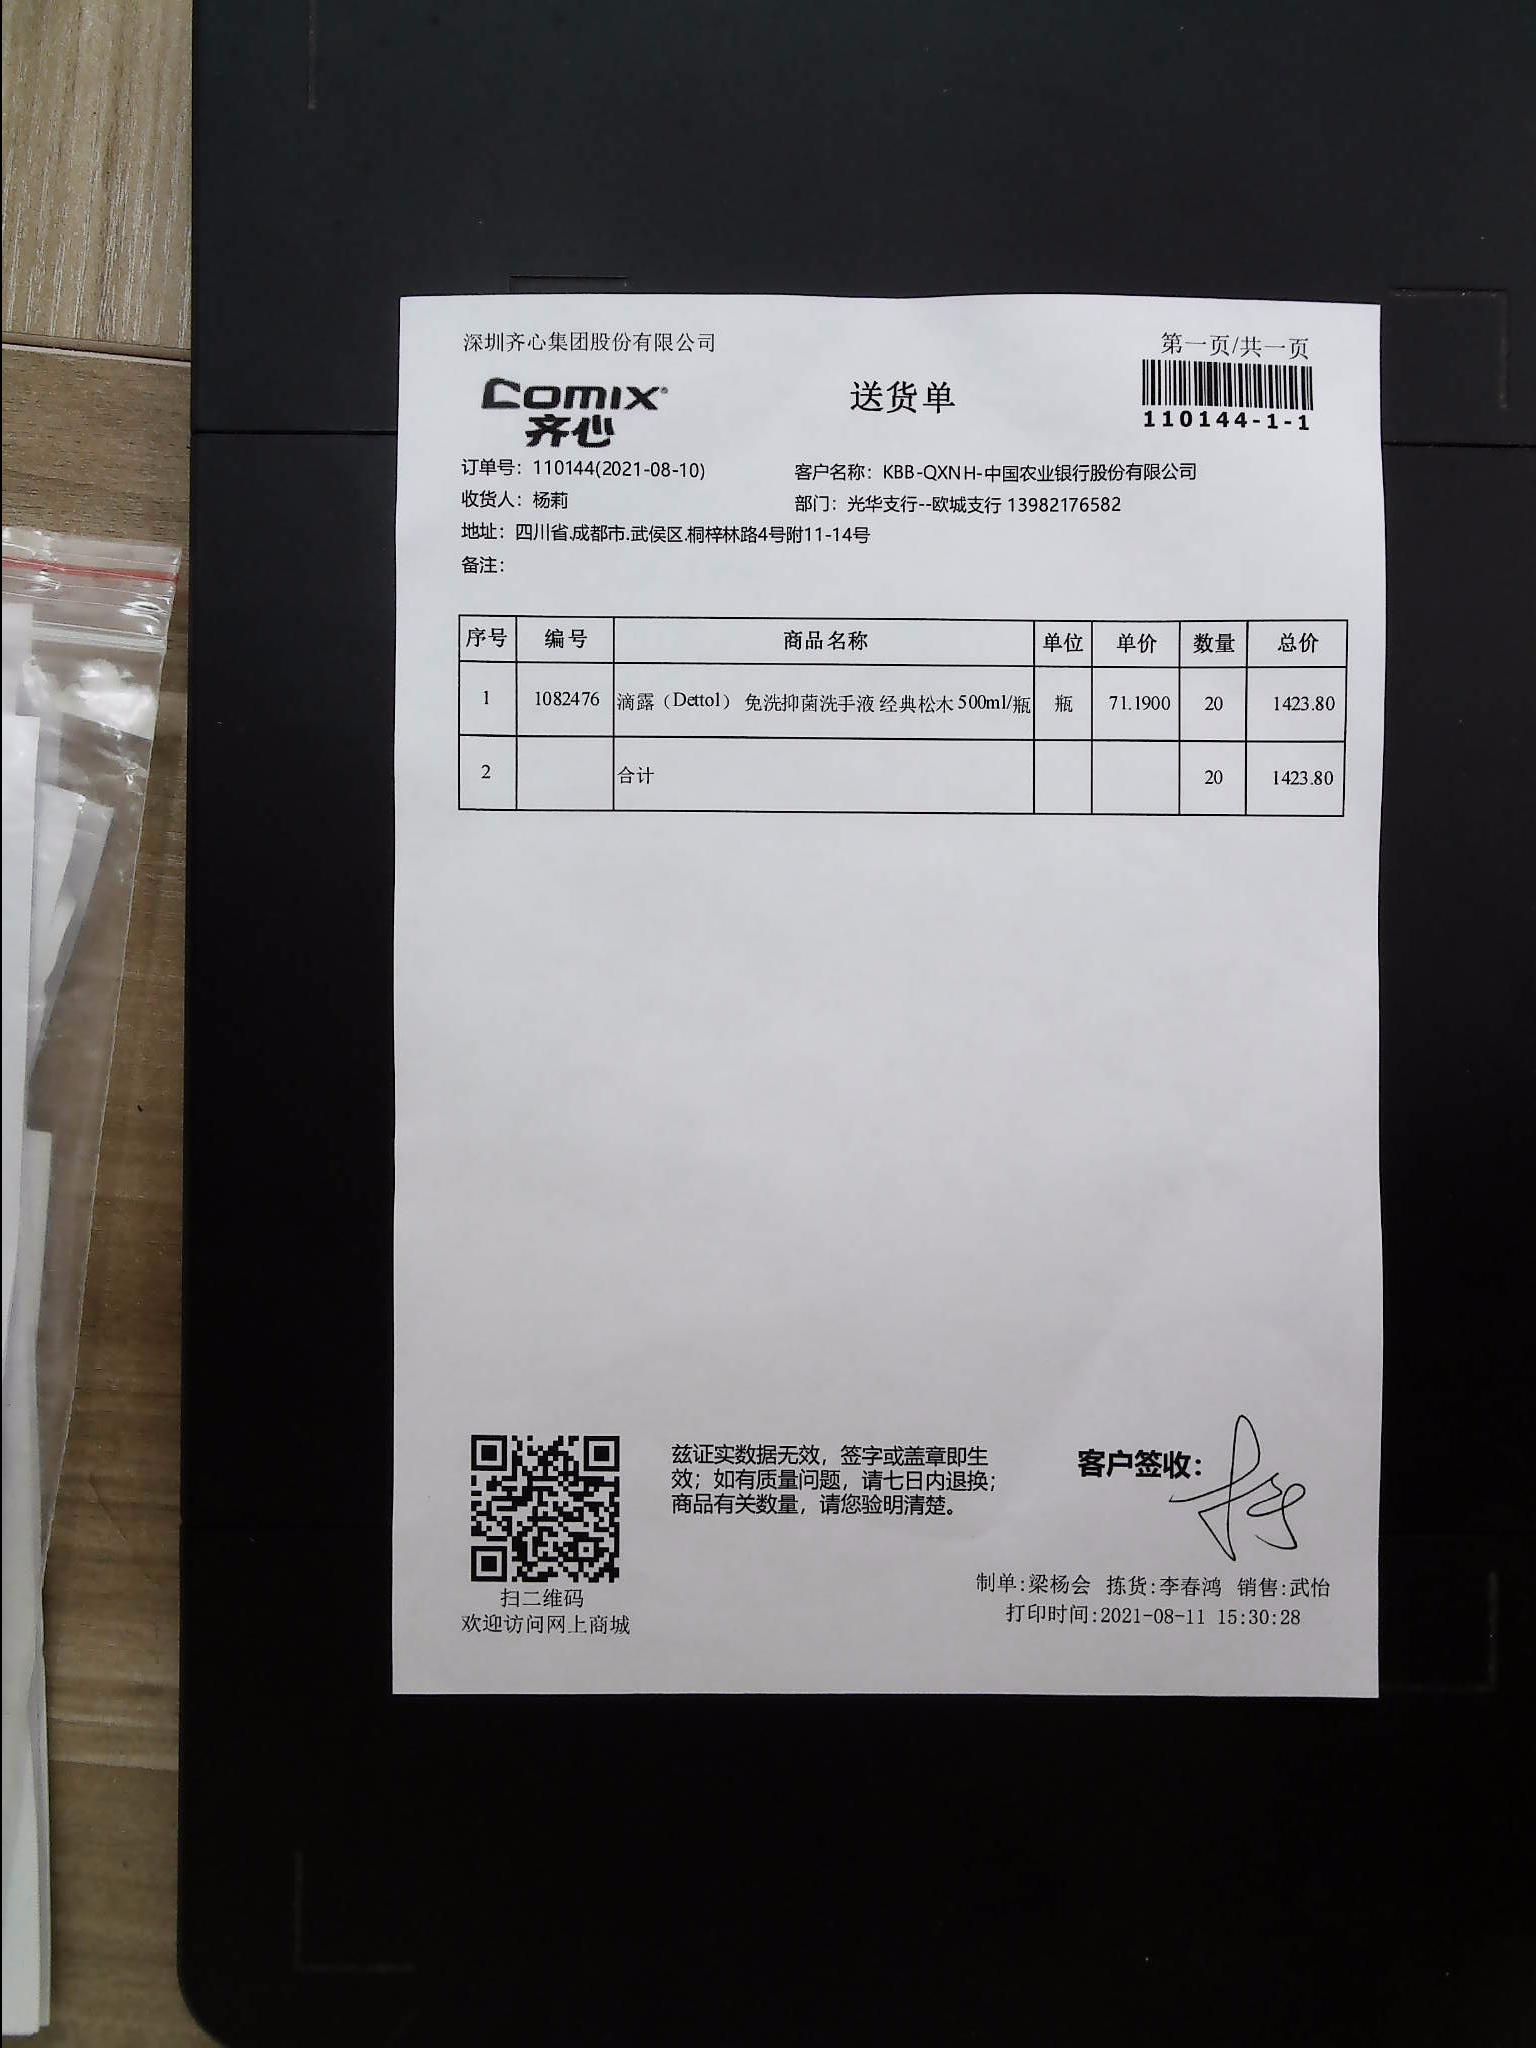 深圳齐心集团股份有限公司
第一页/共一页
Comix
齐心
送货单
110144-1-1
订单号：110144(2021-08-10)
客户名称：KBB-QXNH-中国农业银行股份有限公司
收货人：杨莉
部门：光华支行--欧城支行 13982176582
地址：四川省.成都市.武侯区.桐梓林路4号附11-14号
备注：
序号 编号 商品名称 单位 单价 数量 总价
1 1082476 滴露（Dettol） 免洗抑菌洗手液 经典松木 500ml/瓶 瓶 71.1900 20 1423.80
2 合计 20 1423.80
兹证实数据无效，签字或盖章即生
效；如有质量问题，请七日内退换；
商品有关数量，请您验明清楚。
客户签收：
扫二维码
欢迎访问网上商城
制单:梁杨会 拣货:李春鸿 销售:武怡
打印时间:2021-08-11 15:30:28